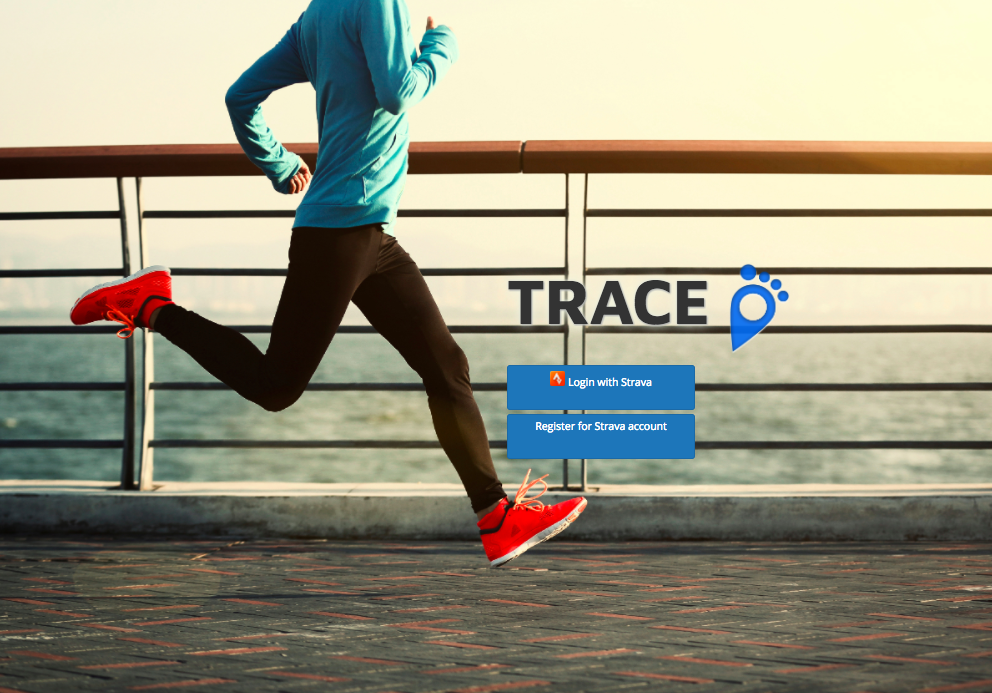 TRACE
Login with Strava
Register for Strava account